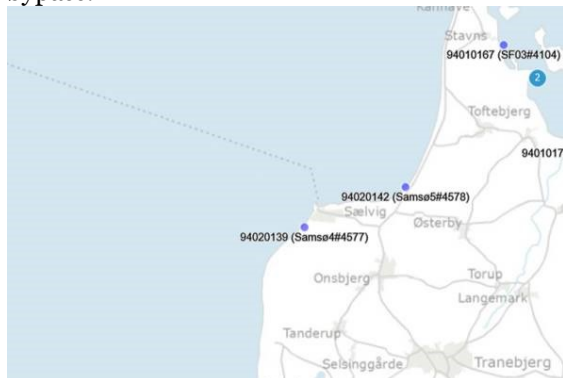 bypass.
Kanhave
Stavns
94010167 (SF03#4104)
2
Toftebjerg
9401017
94020142 (Samsø5#4578)
Sælvig
Østerby
94020139 (Samsø4#4577)
Onsbjerg
Torup
Langemark
Tanderup
Selsinggårde
Tranebjerg